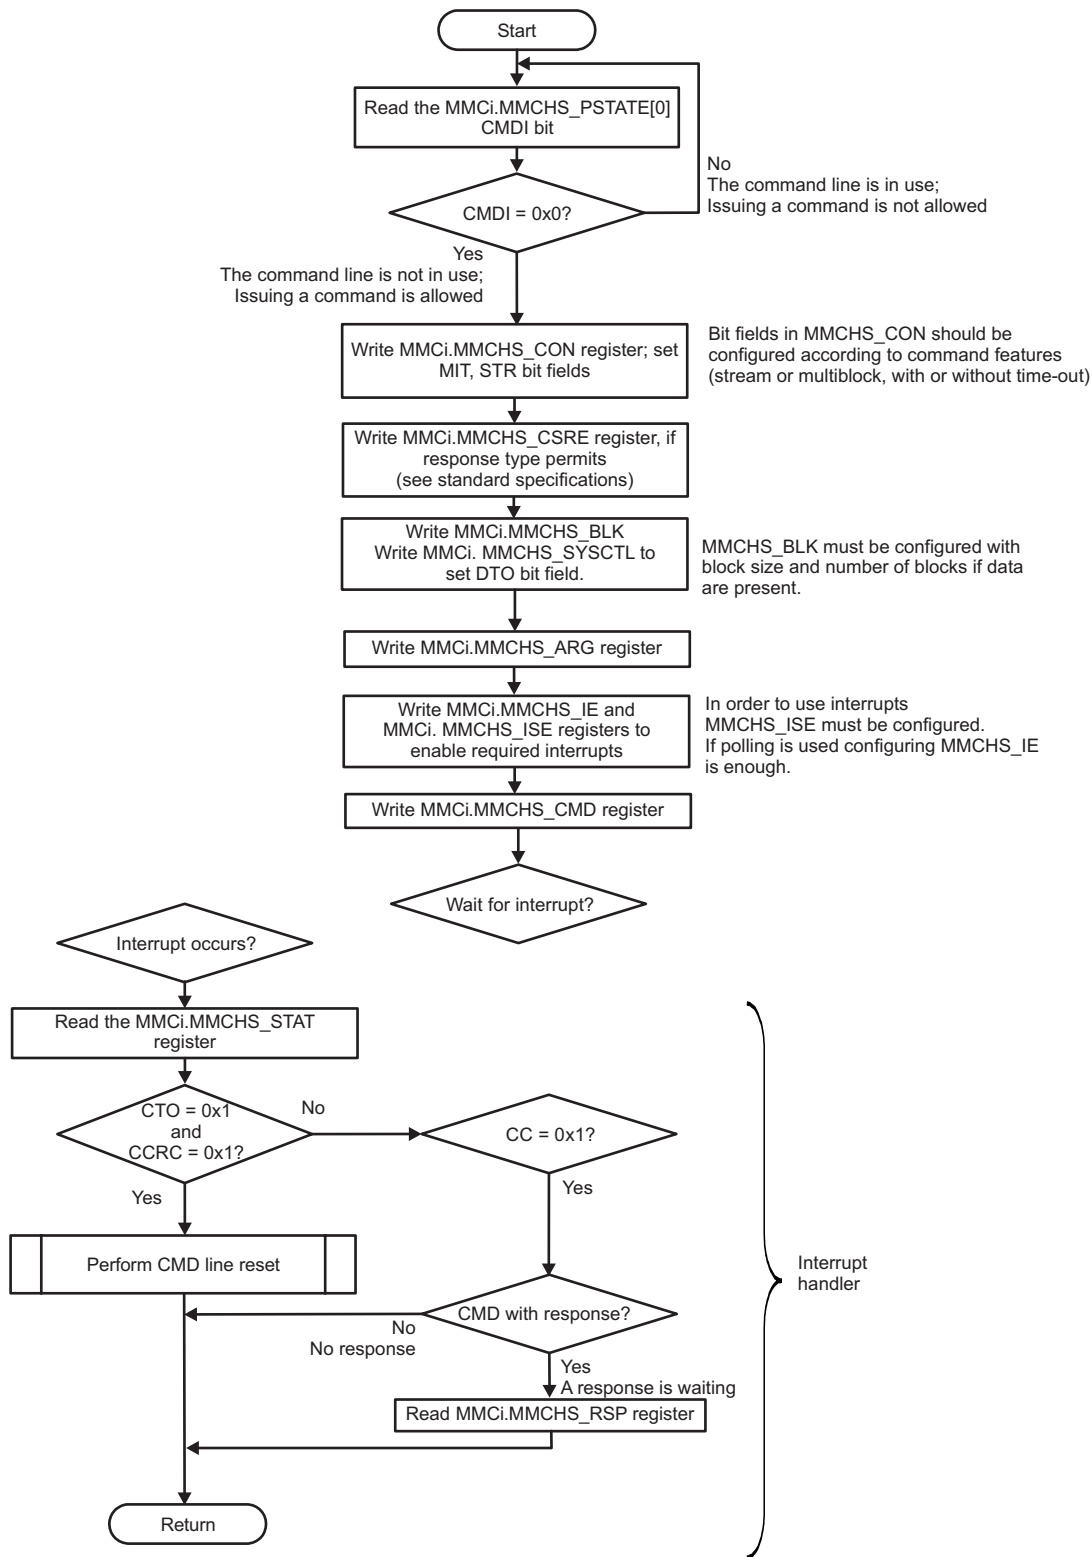 Start
Read the MMCi.MMCHS_PSTATE[0]
CMDI bit
No
The command line is in use;
Issuing a command is not allowed
CMDI = 0x0?
Yes
The command line is not in use;
Issuing a command is allowed
Write MMCi.MMCHS_CON register; set
MIT, STR bit fields
Bit fields in MMCHS_CON should be
configured according to command features
(stream or multiblock, with or without time-out)
Write MMCi.MMCHS_CSRE register, if
response type permits
(see standard specifications)
Write MMCi.MMCHS_BLK
Write MMCi. MMCHS_SYSCTL to
set DTO bit field.
MMCHS_BLK must be configured with
block size and number of blocks if data
are present.
Write MMCi.MMCHS_ARG register
Write MMCi.MMCHS_IE and
MMCi. MMCHS_ISE registers to
enable required interrupts
In order to use interrupts
MMCHS_ISE must be configured.
If polling is used configuring MMCHS_IE
is enough.
Write MMCi.MMCHS_CMD register
Wait for interrupt?
Interrupt occurs?
Read the MMCi.MMCHS_STAT
register
CTO = 0x1
and
CCRC = 0x1?
No
CC = 0x1?
Yes
Yes
Perform CMD line reset
Interrupt
handler
CMD with response?
No
No response
Yes
A response is waiting
Read MMCi.MMCHS_RSP register
Return